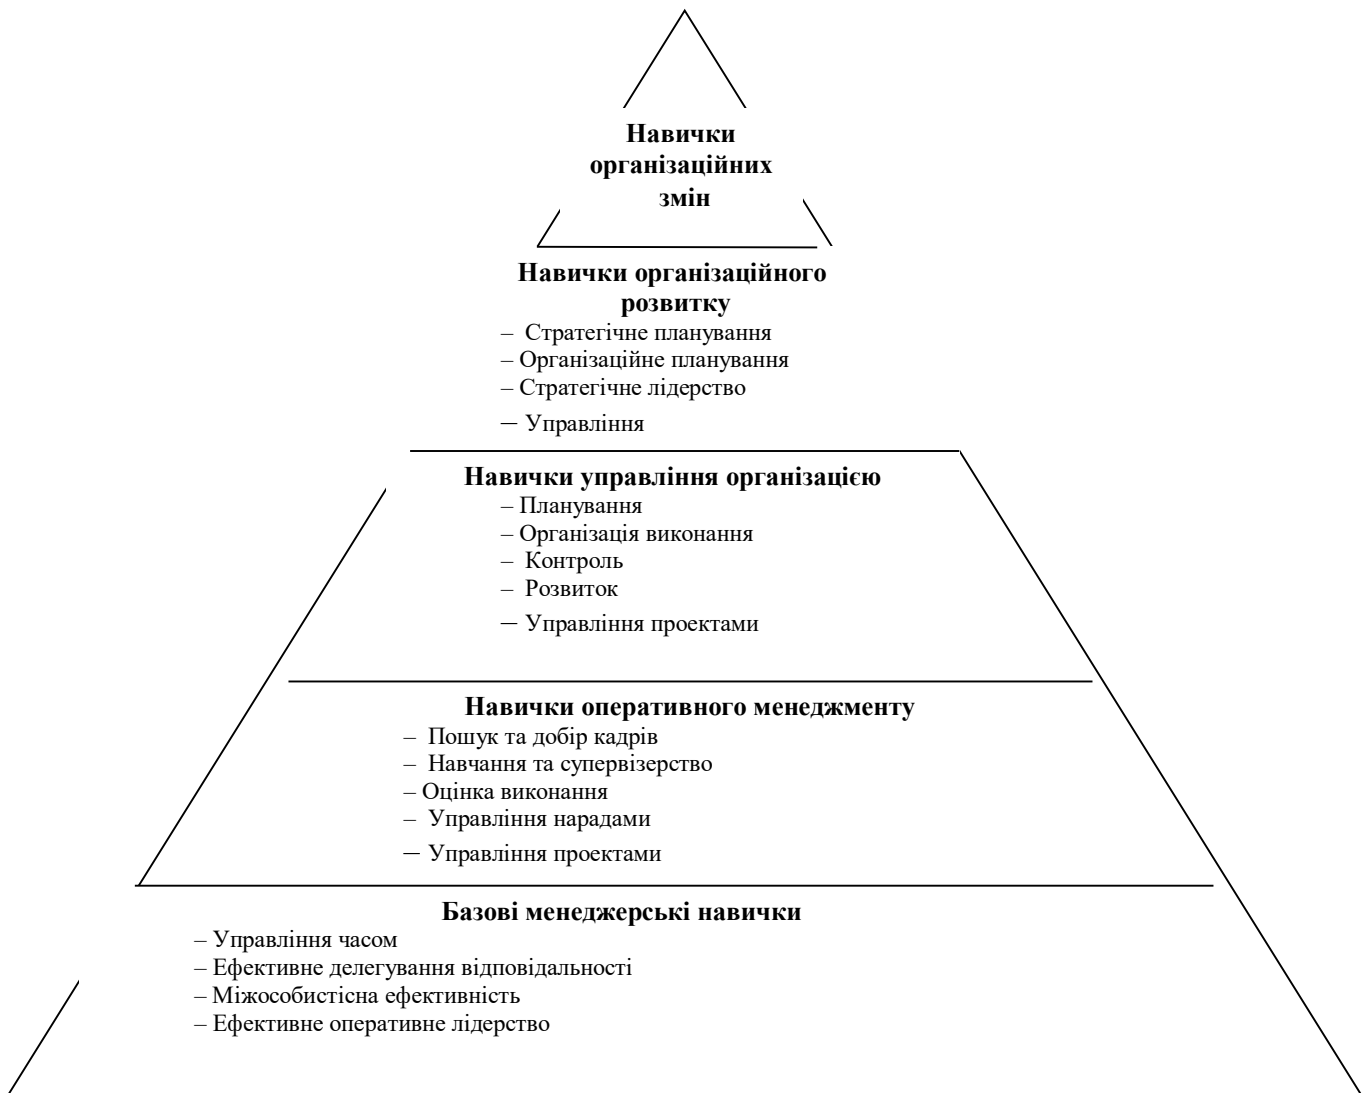 Навички
організаційних
змін
Навички організаційного
розвитку
– Стратегічне планування
– Організаційне планування
– Стратегічне лідерство
– Управління
Навички управління організацією
– Планування
– Організація виконання
– Контроль
– Розвиток
– Управління проектами
Навички оперативного менеджменту
– Пошук та добір кадрів
– Навчання та супервізерство
– Оцінка виконання
– Управління нарадами
– Управління проектами
Базові менеджерські навички
– Управління часом
– Ефективне делегування відповідальності
– Міжособистісна ефективність
– Ефективне оперативне лідерство